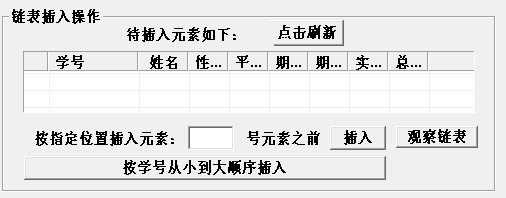 链表插入操作
待插入元素如下： 点击刷新
学号 姓名 性... 平... 期... 期... 实... 总...
按指定位置插入元素： 号元素之前 插入 观察链表
按学号从小到大顺序插入